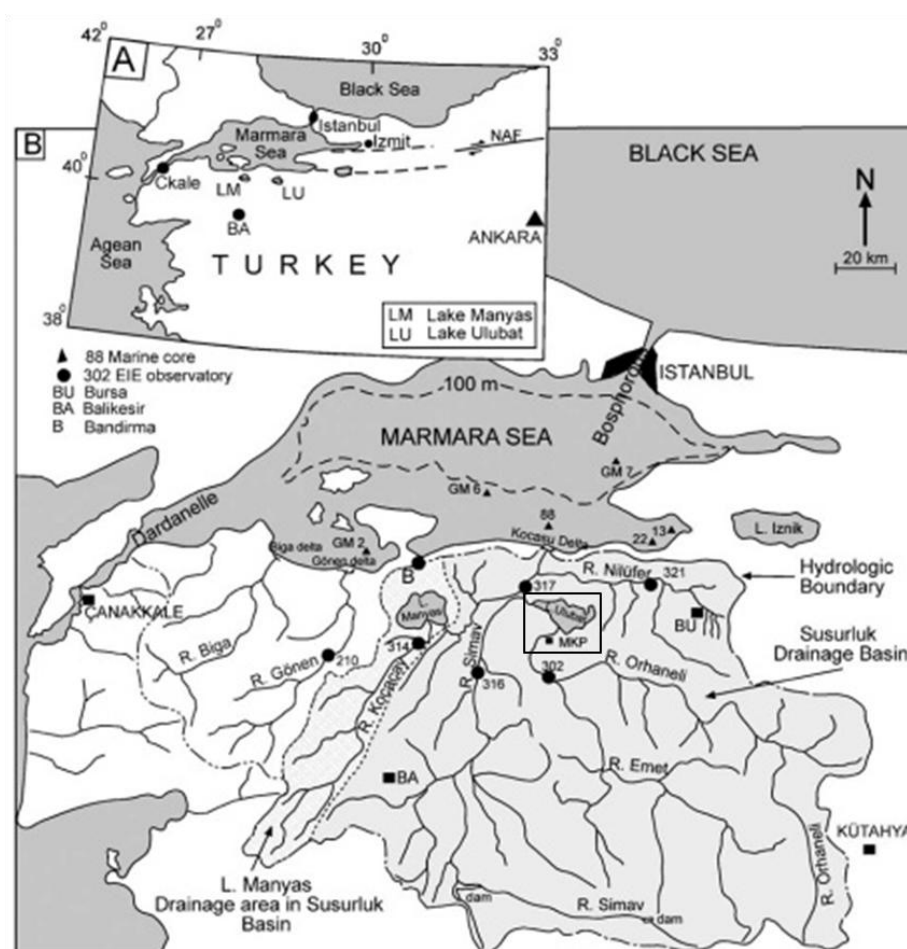 42°
27°
30°
33°
A
Black Sea
Istanbul
Marmara
Sea
Izmit
NAF
40°
Ckale
LM
LU
BA
ANKARA
Agean
Sea
TURKEY
38°
LM Lake Manyas
LU Lake Ulubat
B
BLACK SEA
N
20 km
88 Marine core
302 EIE observatory
BU Bursa
BA Balikesir
B Bandirma
100 m
ISTANBUL
Bosphorous
MARMARA SEA
GM 7
GM 6
Dardanelle
88
13
22
Kocasu Delta
L. Iznik
Biga delta
GM 2
Gönen delta
B
R. Nilüfer
321
Hydrologic
Boundary
317
ÇANAKKALE
L.
Manyas
Ulubat
BU
R. Biga
314
MKP
Susurluk
Drainage Basin
R. Gönen
210
R. Kocaçay
R. Simav
316
302
R. Orhaneli
BA
R. Emet
KÜTAHYA
R. Orhaneli
L. Manyas
Drainage area in Susurluk
Basin
dam
R. Simav
dam